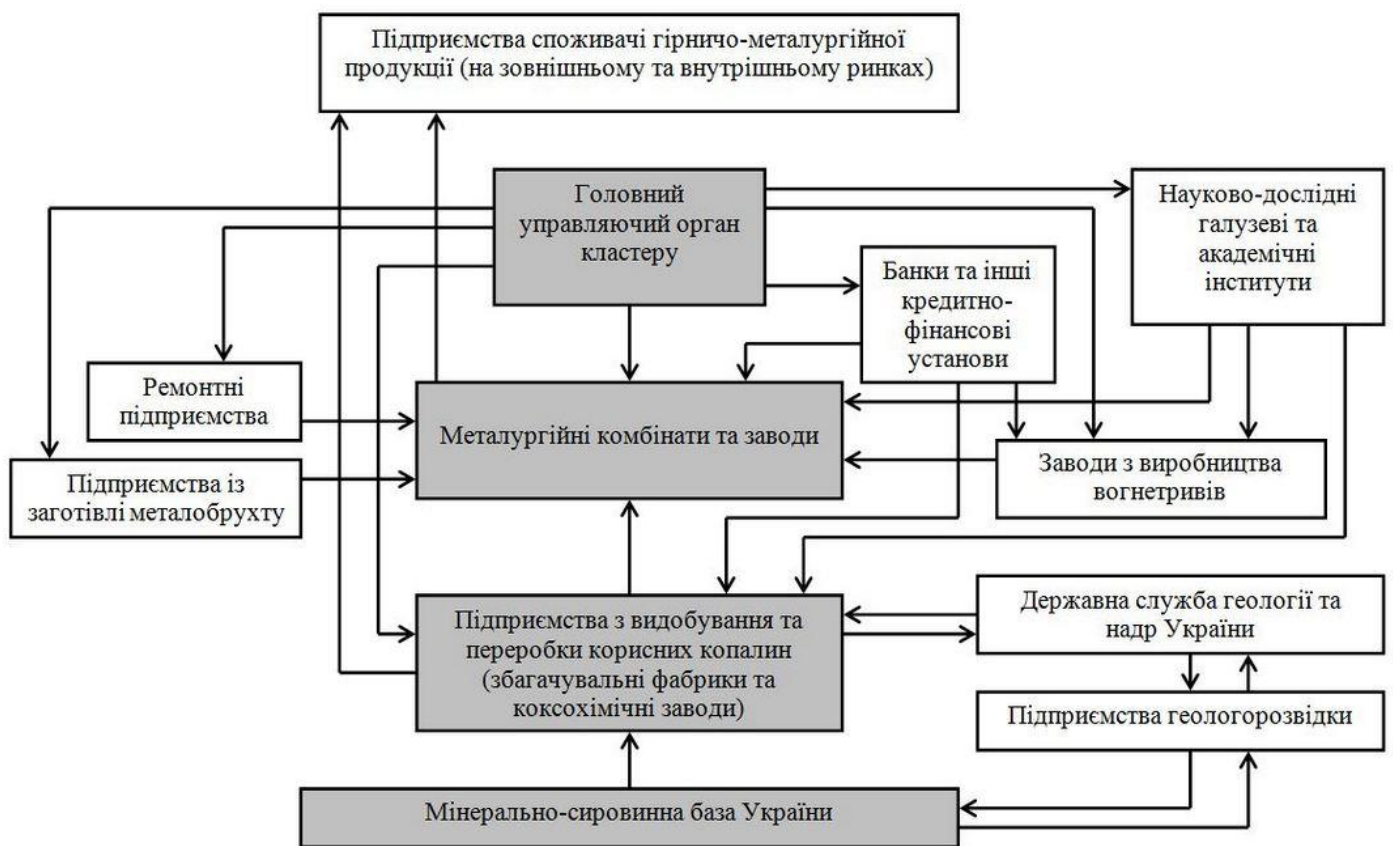 Підприємства споживачі гірничо-металургійної
продукції (на зовнішньому та внутрішньому ринках)
Головний
управляючий орган
кластеру
Науково-дослідні
галузеві та
академічні
інститути
Банки та інші
кредитно-
фінансові
установи
Ремонтні
підприємства
Металургійні комбінати та заводи
Підприємства із
заготівлі металобрухту
Заводи з виробництва
вогнетривів
Підприємства з видобування та
переробки корисних копалин
(збагачувальні фабрики та
коксохімічні заводи)
Державна служба геології та
надр України
Підприємства геологорозвідки
Мінерально-сировинна база України